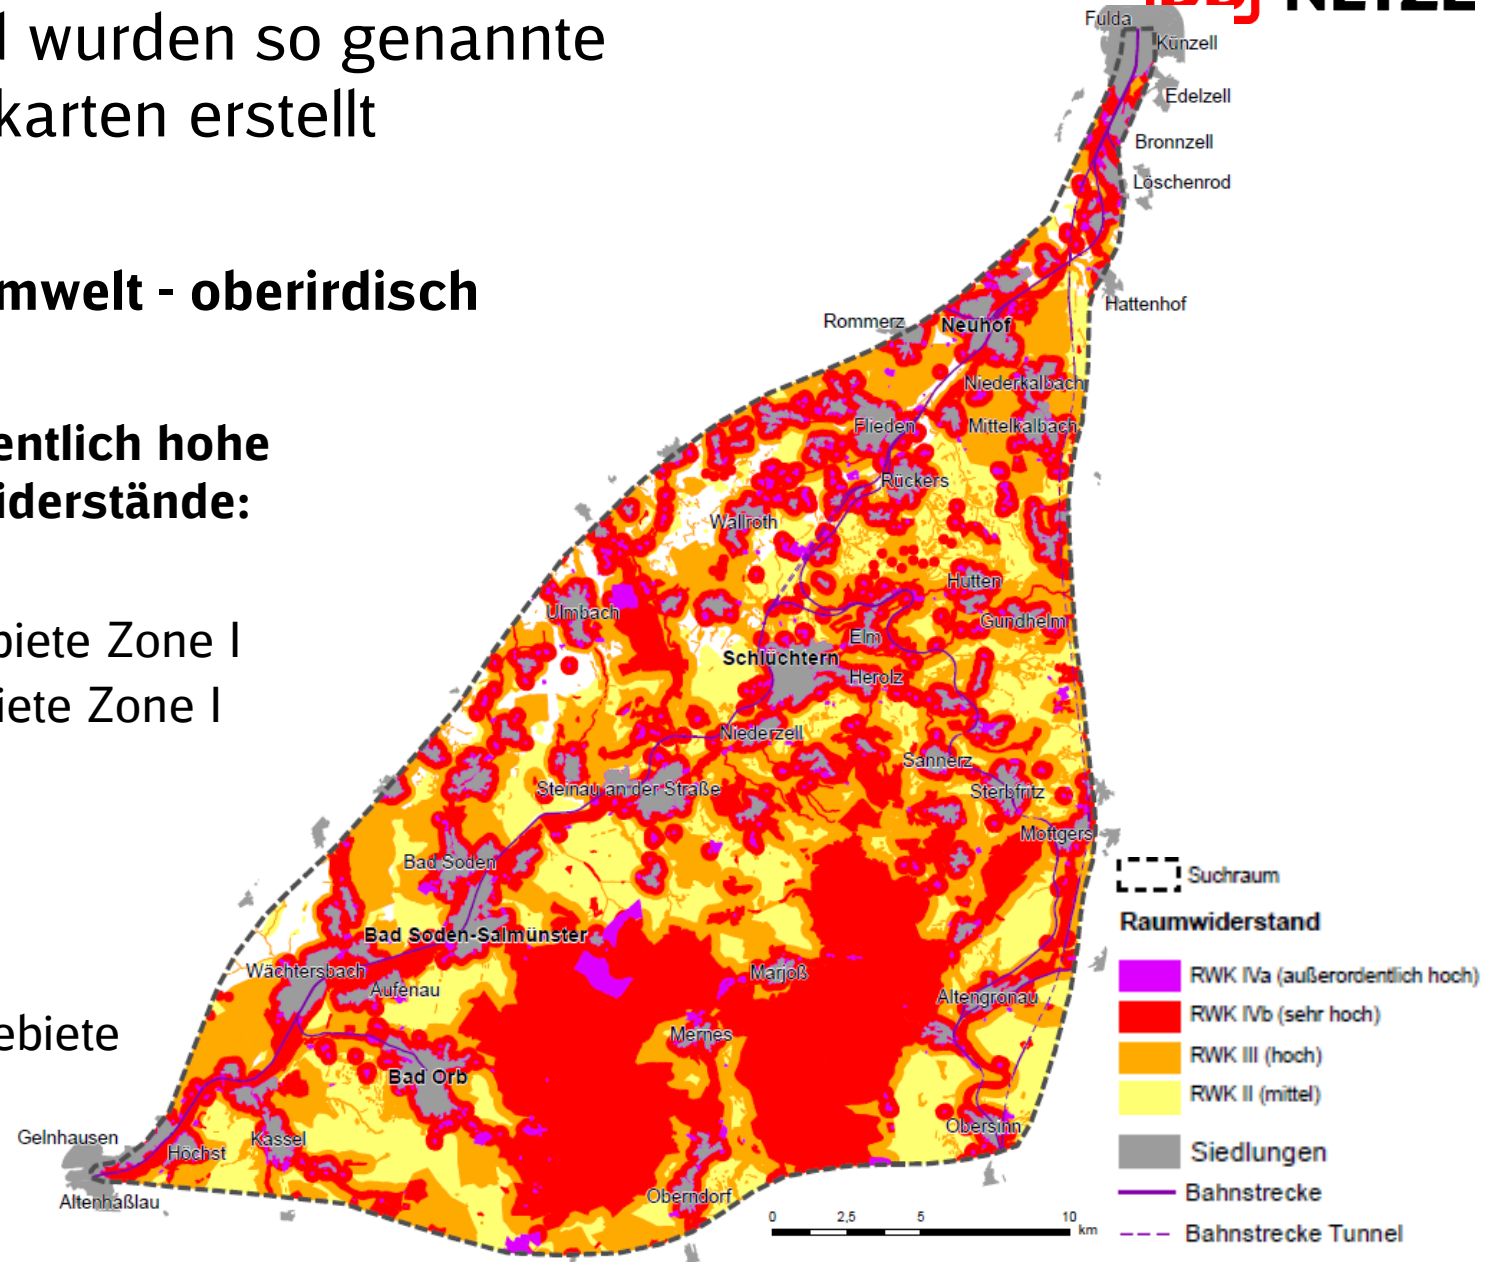 wurden so genannte
karten erstellt
mwelt - oberirdisch
entlich hohe
iderstände:
biete Zone I
iete Zone I
ebiete
NETZE
Fulda
Künzell
Edelzell
Bronnzell
Löschenrod
Hattenhof
Rommerz
Neuhof
Niederkalbach
Flieden
Mittelkalbach
Rückers
Wallroth
Hutten
Ulmbach
Gundhelm
Elm
Schlüchtern
Herolz
Niederzell
Sannerz
Steinau an der Straße
Sterbfritz
Mottgers
Bad Soden
Bad Soden-Salmünster
Wächtersbach
Aufenau
Marjoß
Altengronau
Mernes
Bad Orb
Obersinn
Gelnhausen
Höchst
Kassel
Altenhaßlau
Oberndorf
0 2,5 5 10
km
Suchraum
Raumwiderstand
RWK IVa (außerordentlich hoch)
RWK IVb (sehr hoch)
RWK III (hoch)
RWK II (mittel)
Siedlungen
Bahnstrecke
Bahnstrecke Tunnel